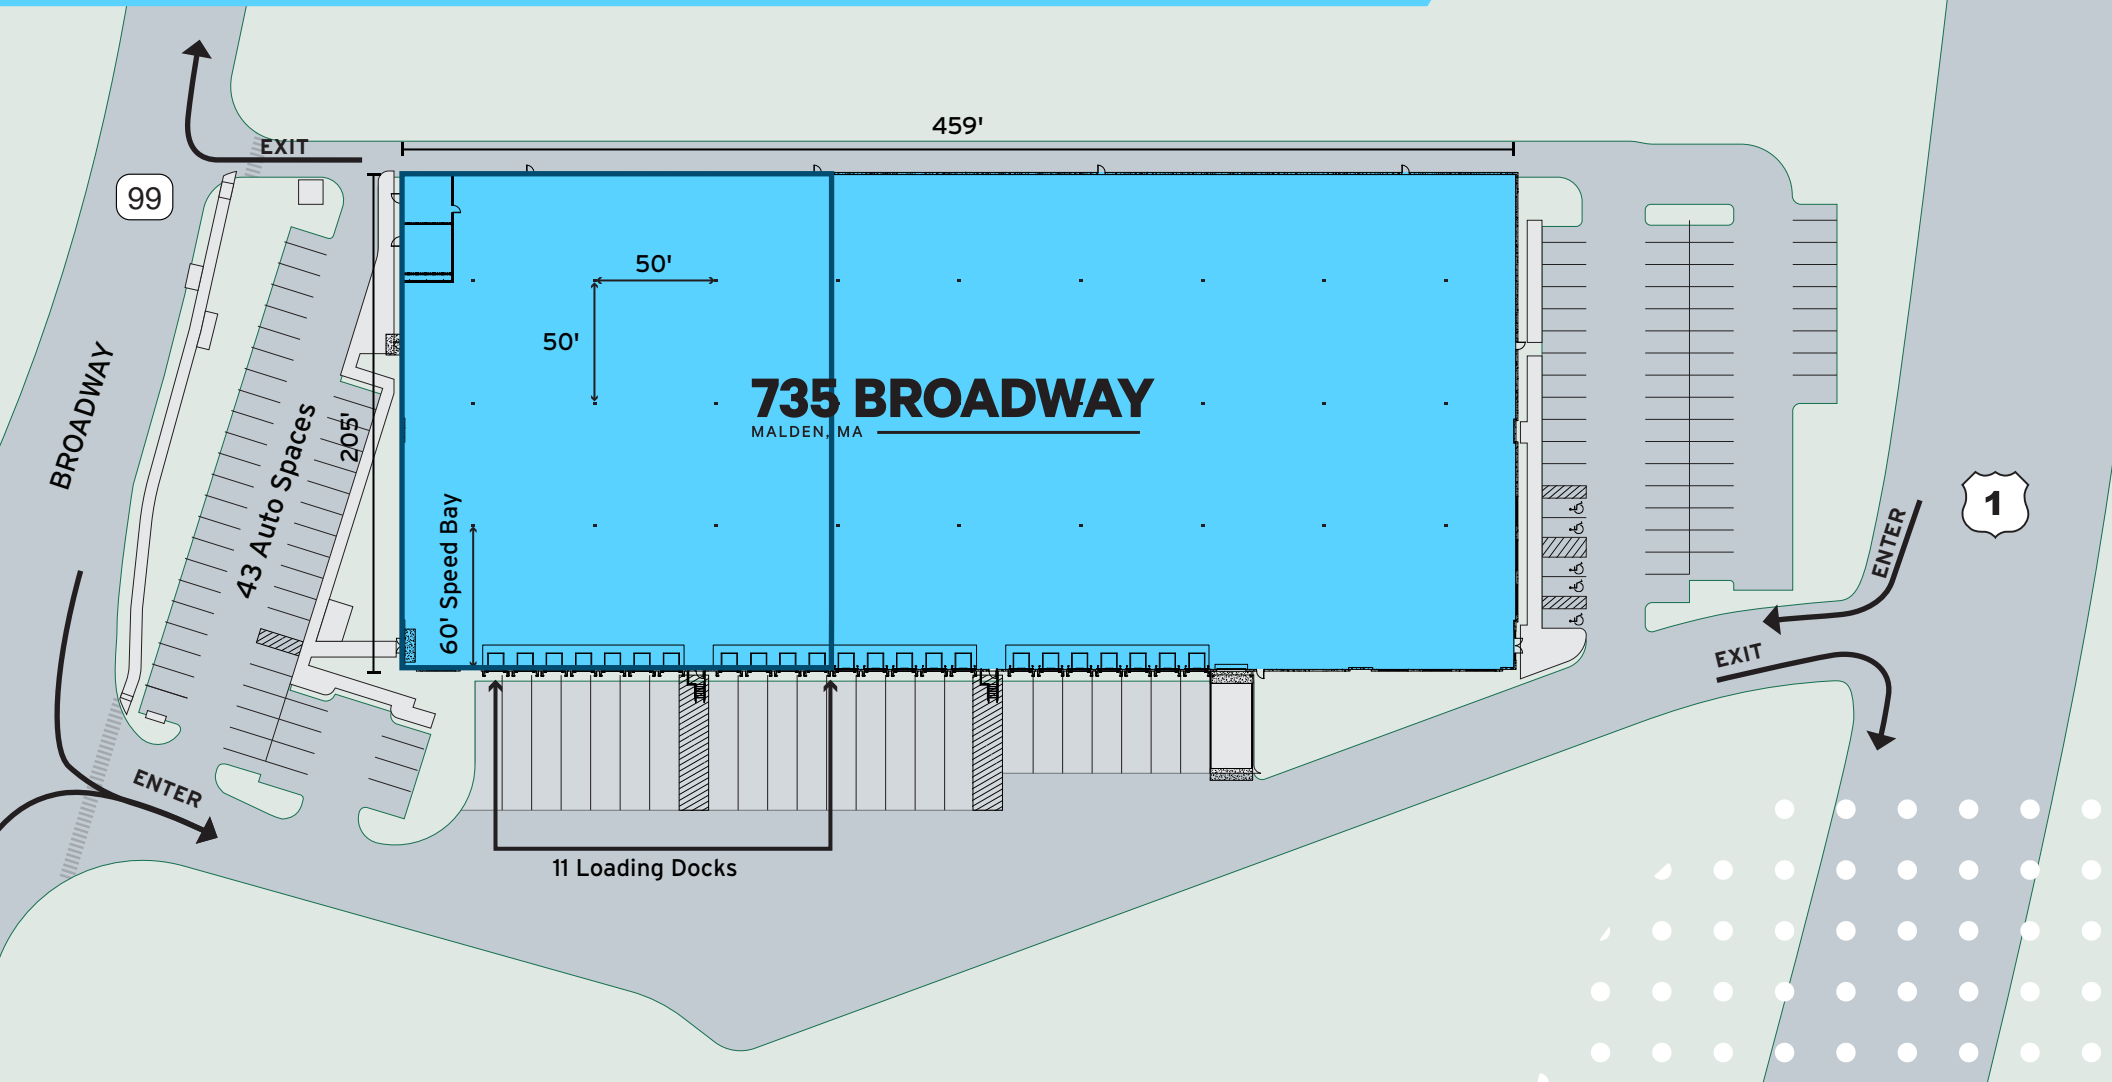 459'
EXIT
99
50'
50'
735 BROADWAY
MALDEN, MA
BROADWAY
205'
43 Auto Spaces
60' Speed Bay
1
ENTER
EXIT
ENTER
11 Loading Docks